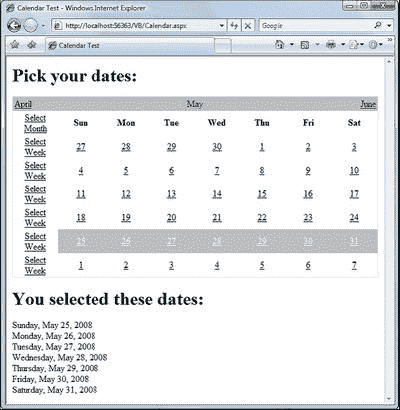 Calendar Test - Windows Internet Explorer
http://localhost:56363/VB/Calendar.aspx
Google
Calendar Test
Pick your dates:
April May June
Select Month Sun Mon Tue Wed Thu Fri Sat
Select Week 27 28 29 30 1 2 3
Select Week 4 5 6 7 8 9 10
Select Week 11 12 13 14 15 16 17
Select Week 18 19 20 21 22 23 24
Select Week 25 26 27 28 29 30 31
Select Week 1 2 3 4 5 6 7
You selected these dates:
Sunday, May 25, 2008
Monday, May 26, 2008
Tuesday, May 27, 2008
Wednesday, May 28, 2008
Thursday, May 29, 2008
Friday, May 30, 2008
Saturday, May 31, 2008